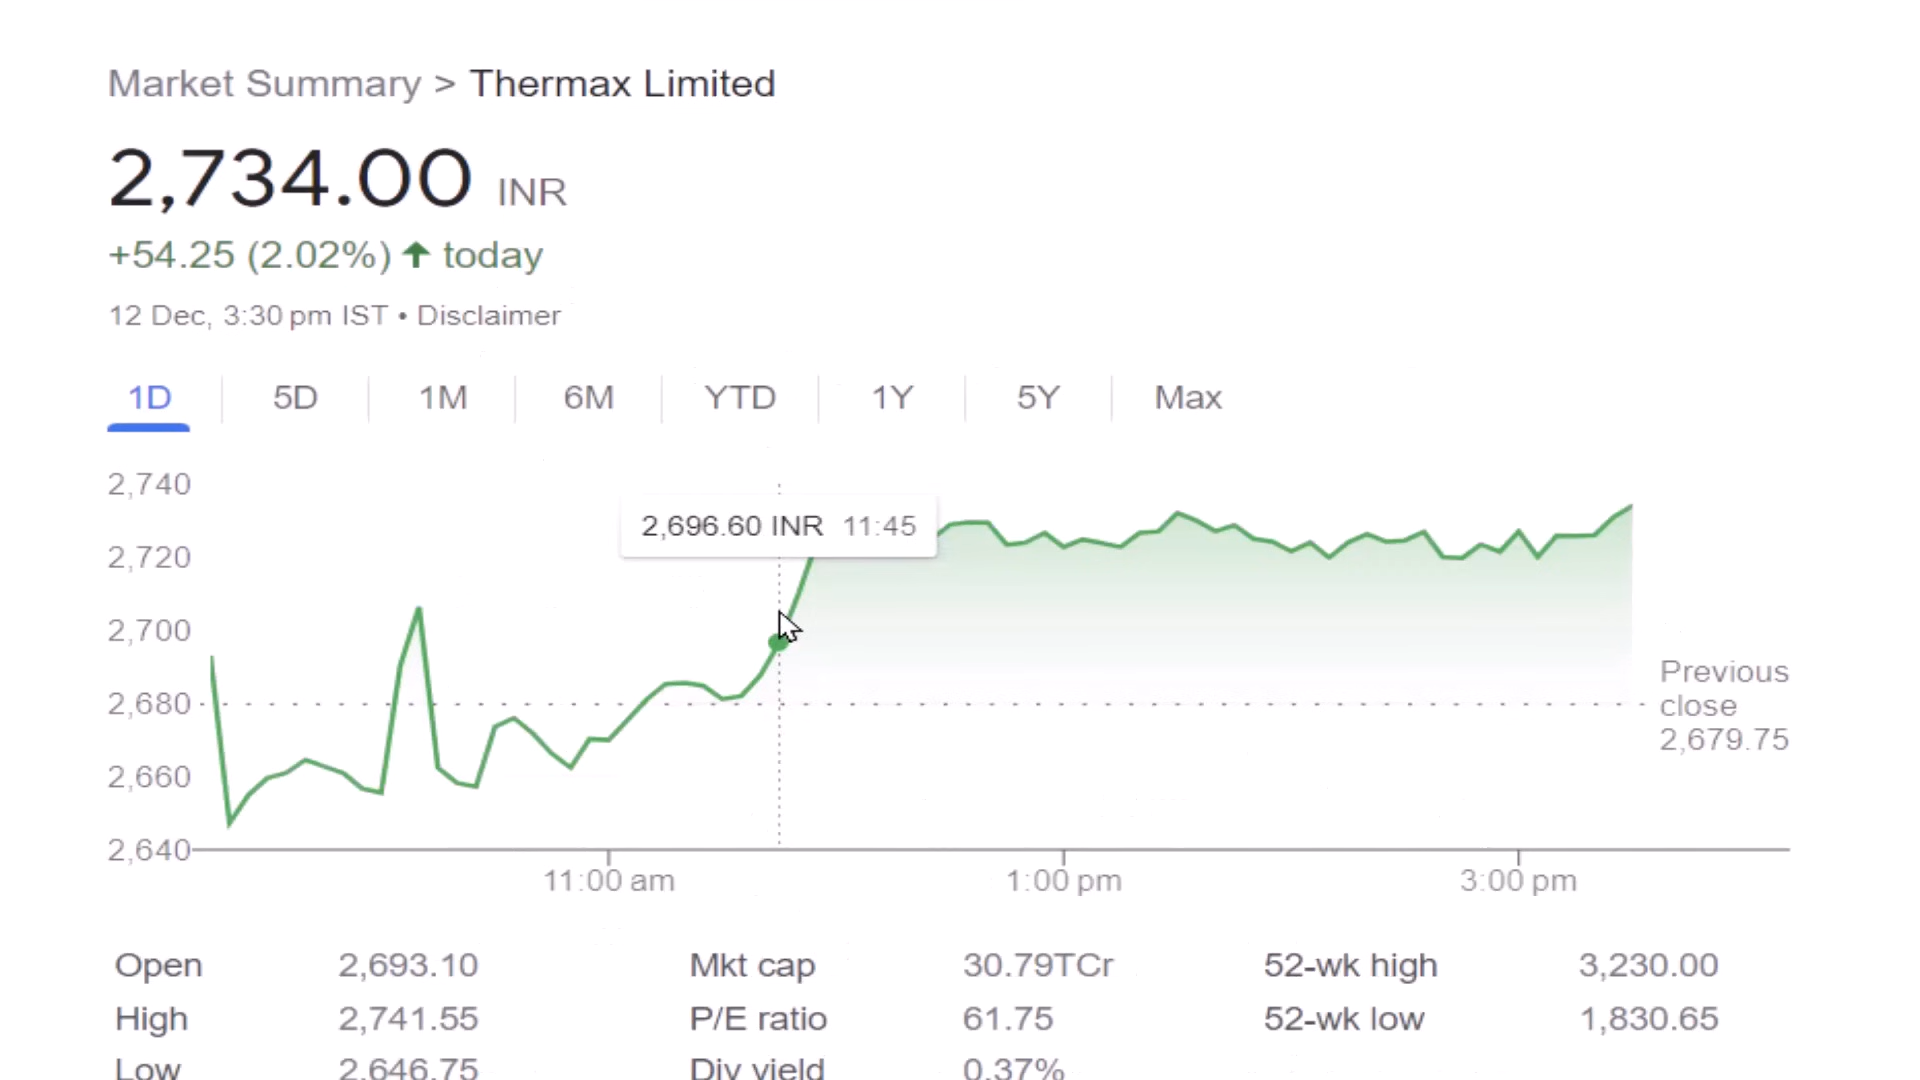 Market Summary > Thermax Limited
2,734.00 INR
+54.25 (2.02%) ↑ today
12 Dec, 3:30 pm IST • Disclaimer
1D 5D 1M 6M YTD 1Y 5Y Max
2,740
2,696.60 INR 11:45
2,720
2,700
2,680
Previous
close
2,679.75
2,660
2,640
11:00 am 1:00 pm 3:00 pm
Open 2,693.10 Mkt cap 30.79TCr 52-wk high 3,230.00
High 2,741.55 P/E ratio 61.75 52-wk low 1,830.65
Low 2,646.75 Div yield 0.37%